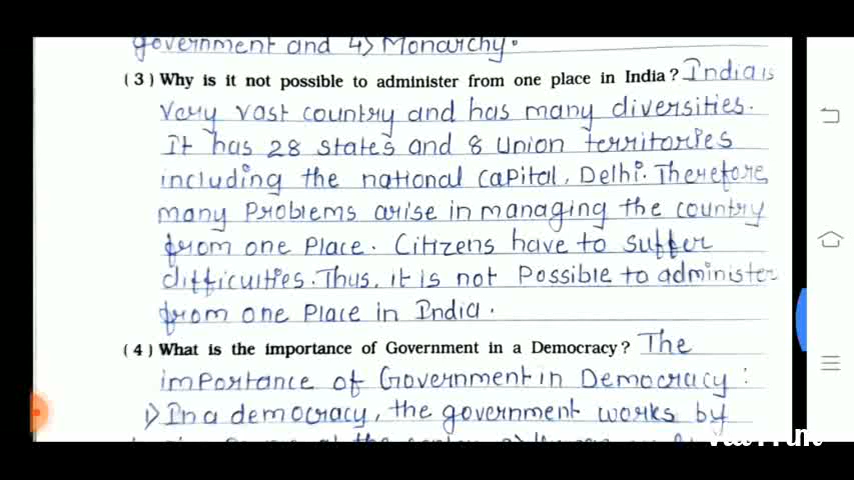 government and 4) Monarchy.
(3) Why is it not possible to administer from one place in India? India is
very vast country and has many diversities.
It has 28 states and 8 Union territories
including the national capital, Delhi. Therefore,
many Problems arise in managing the country
from one Place. Citizens have to suffer
difficulties. Thus, it is not Possible to administer
from one Place in India.
(4) What is the importance of Government in a Democracy? The
importance of Government in Democracy:
1) In a democracy, the government works by